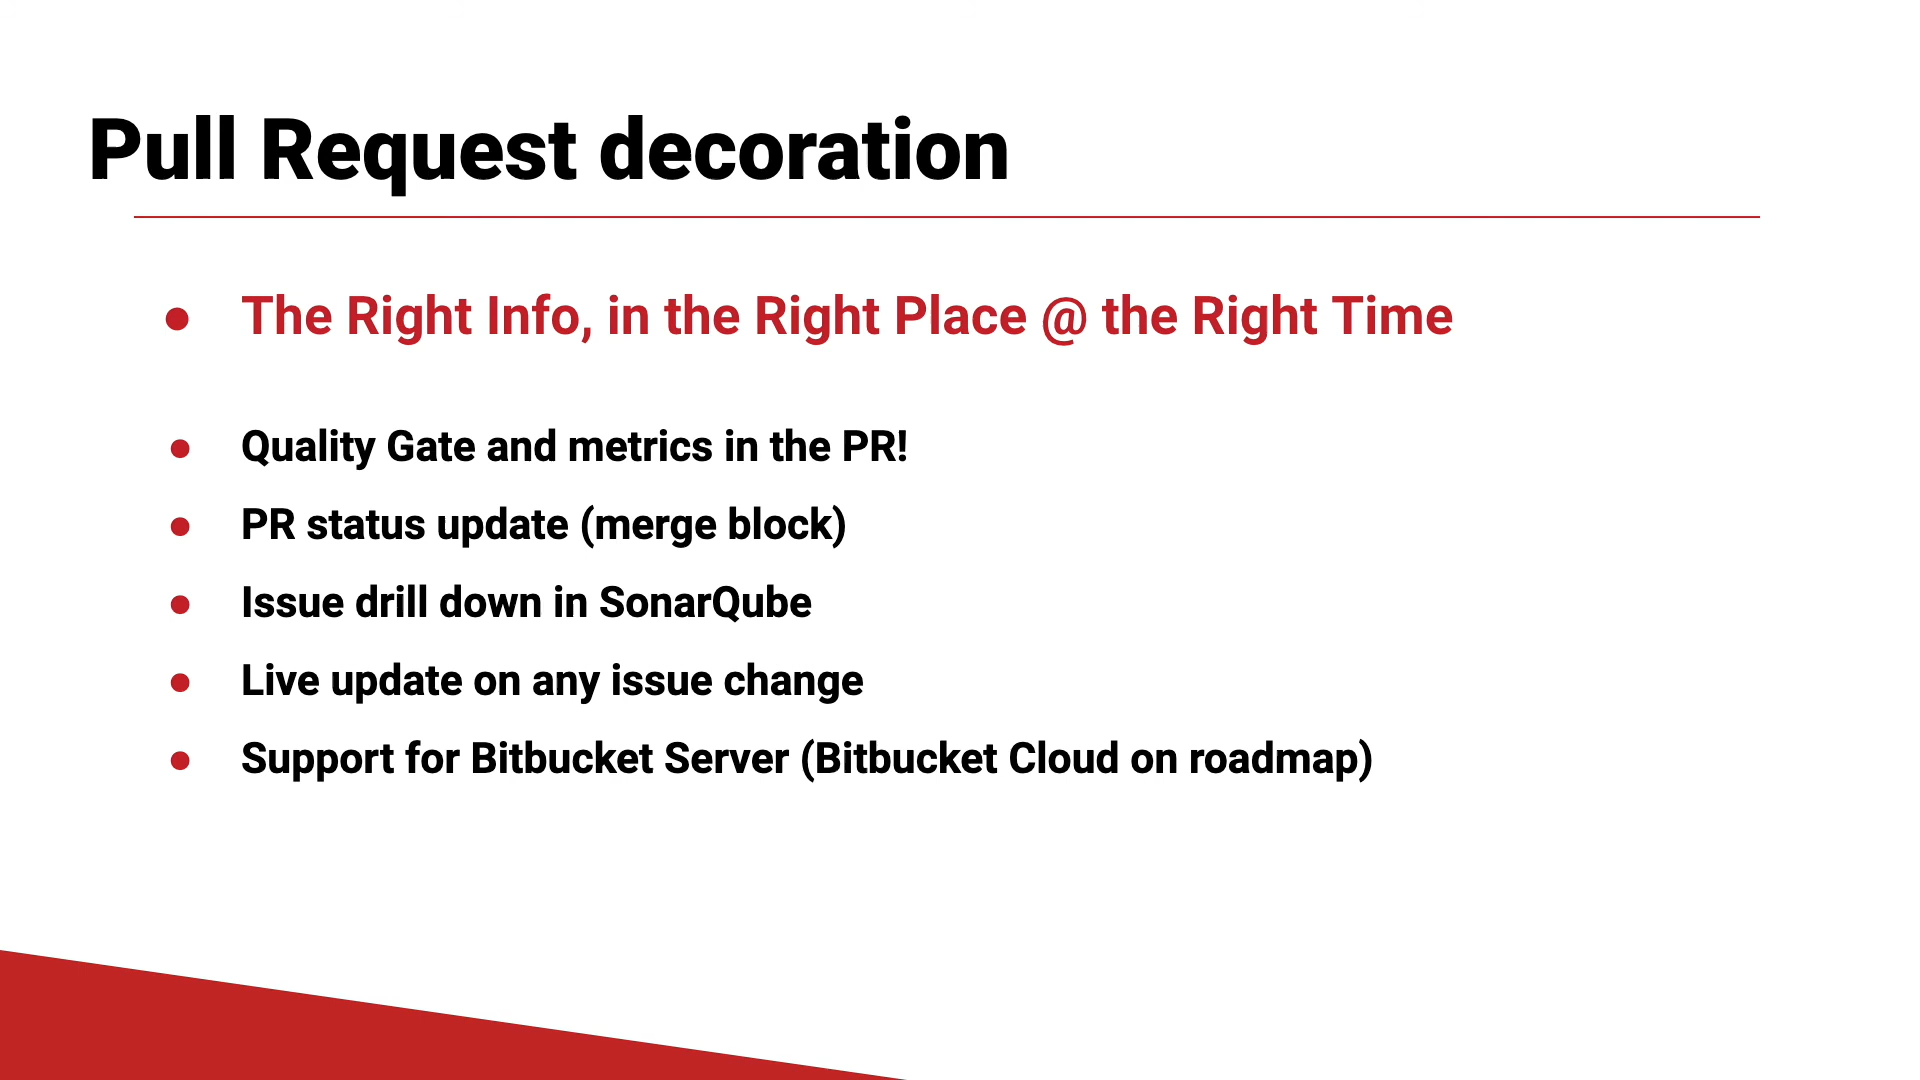 Pull Request decoration
● The Right Info, in the Right Place @ the Right Time
● Quality Gate and metrics in the PR!
● PR status update (merge block)
● Issue drill down in SonarQube
● Live update on any issue change
● Support for Bitbucket Server (Bitbucket Cloud on roadmap)